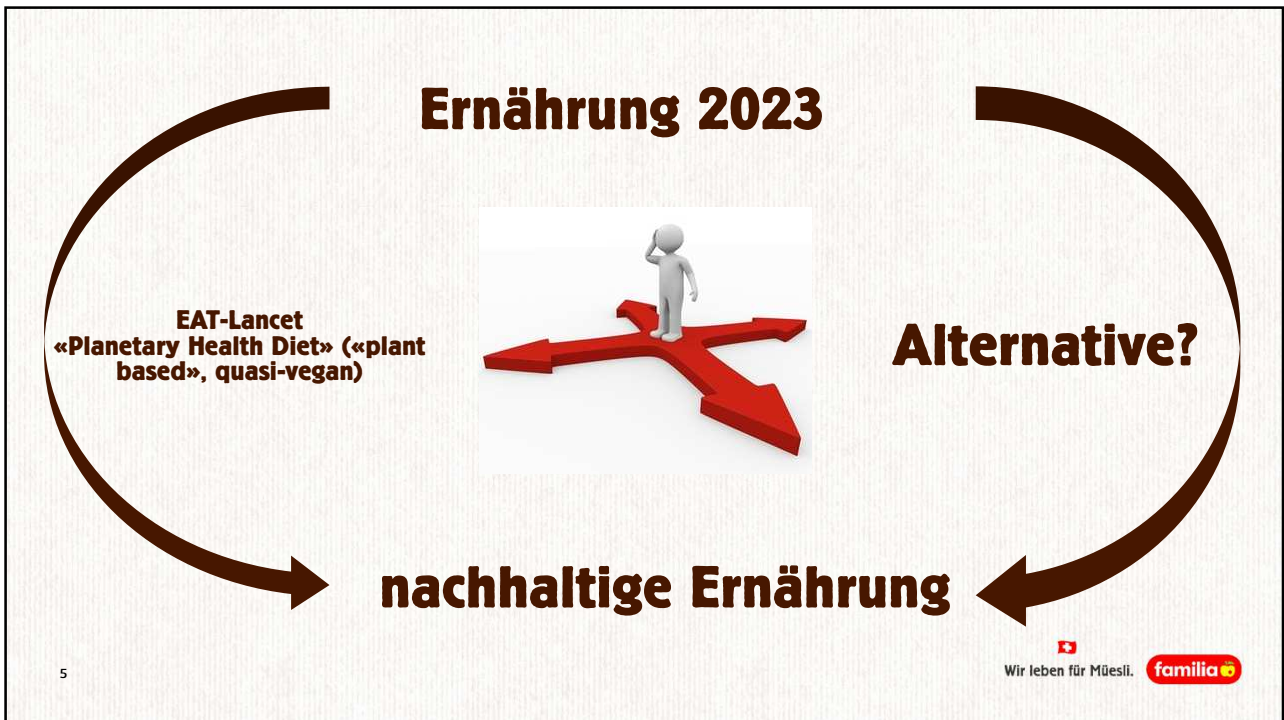 Ernährung 2023
EAT-Lancet
«Planetary Health Diet» («plant
based», quasi-vegan)
Alternative?
nachhaltige Ernährung
5
Wir leben für Müesli.
familia